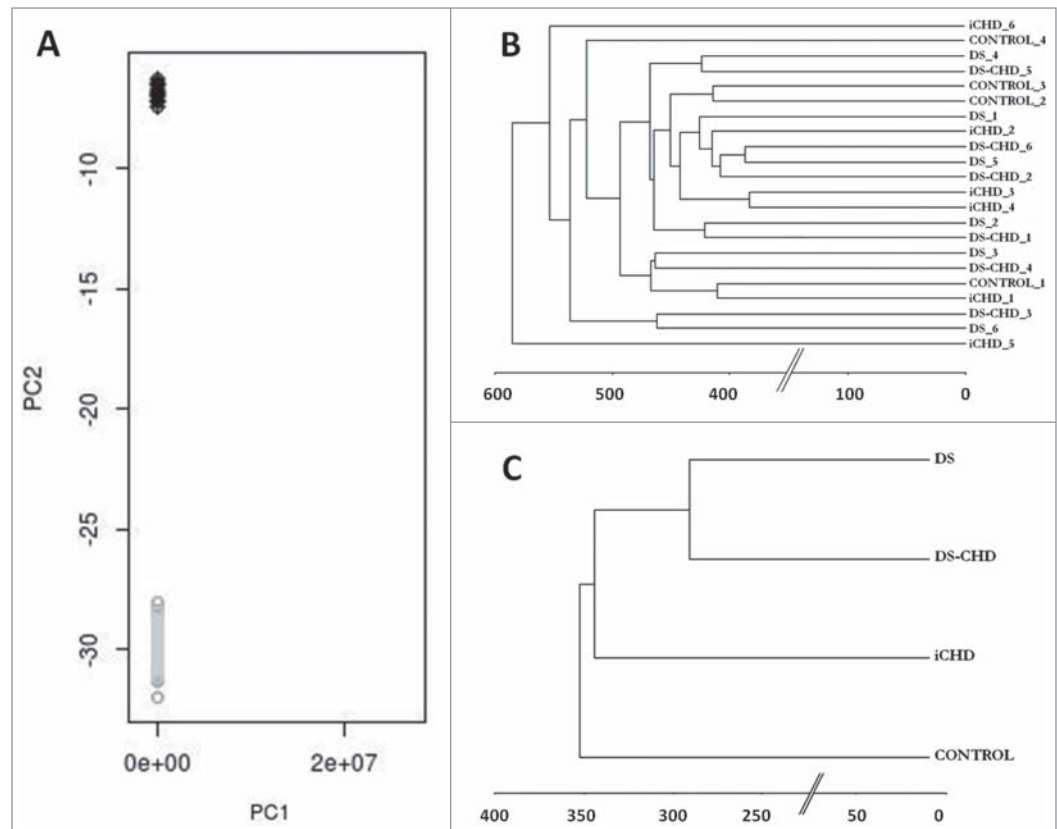 A
-10
-15
-20
-25
-30
PC2
0e+00 2e+07
PC1
B
iCHD_6
CONTROL_4
DS_4
DS-CHD_5
CONTROL_3
CONTROL_2
DS_1
iCHD_2
DS-CHD_6
DS_5
DS-CHD_2
iCHD_3
iCHD_4
DS_2
DS-CHD_1
DS_3
DS-CHD_4
CONTROL_1
iCHD_1
DS-CHD_3
DS_6
iCHD_5
600 500 400 100 0
C
DS
DS-CHD
iCHD
CONTROL
400 350 300 250 50 0